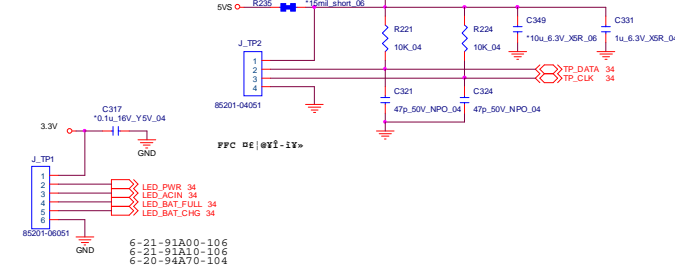 5VS
R235
*15mil_short_06
R221
10K_04
R224
10K_04
C349
*10u_6.3V_X5R_06
C331
1u_6.3V_X5R_04
J_TP2
1
2
3
4
85201-04051
TP_DATA 34
TP_CLK 34
C321
47p_50V_NPO_04
C324
47p_50V_NPO_04
C317
*0.1u_16V_Y5V_04
3.3V
GND
FFC ¤£¦@¥Î-ì¥»
J_TP1
1
2
3
4
5
6
85201-06051
LED_PWR 34
LED_ACIN 34
LED_BAT_FULL 34
LED_BAT_CHG 34
GND
6-21-91A00-106
6-21-91A10-106
6-20-94A70-104